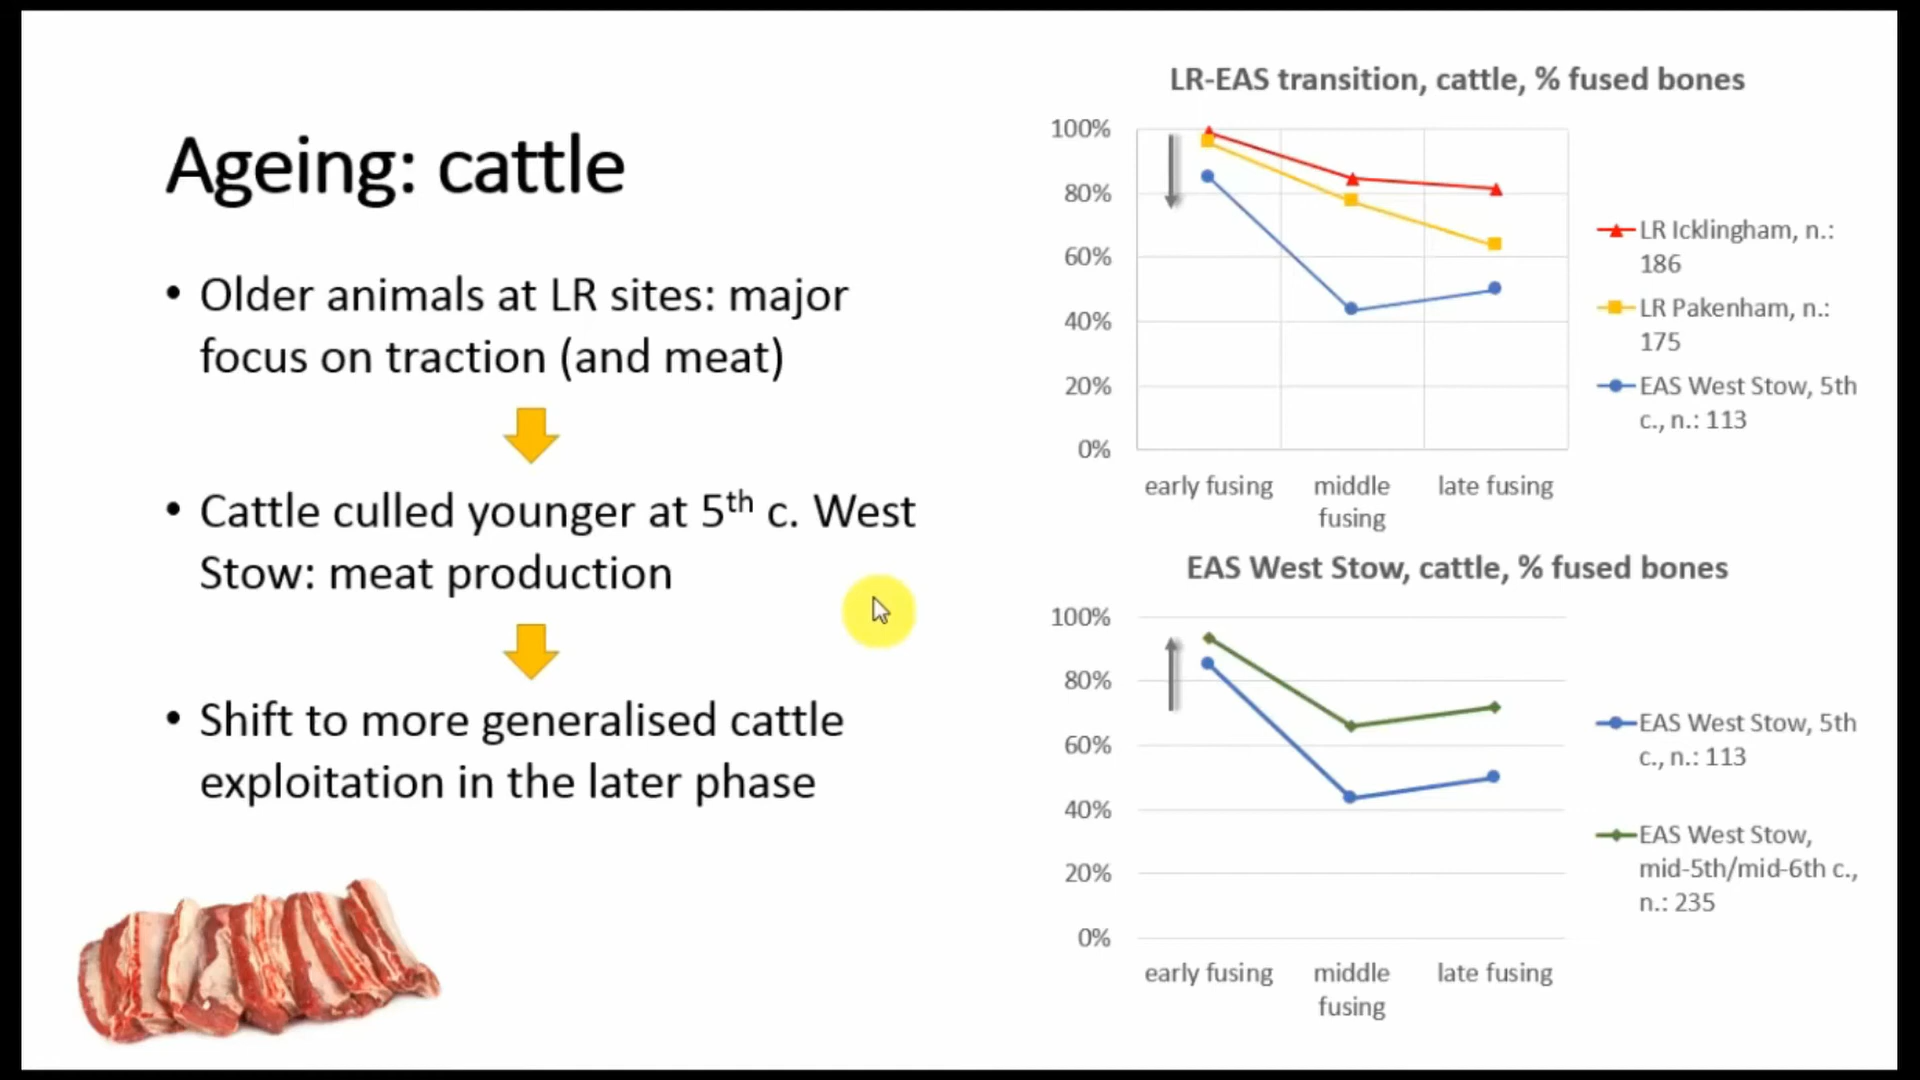 Ageing: cattle
• Older animals at LR sites: major
focus on traction (and meat)
• Cattle culled younger at 5th c. West
Stow: meat production
• Shift to more generalised cattle
exploitation in the later phase
LR-EAS transition, cattle, % fused bones
100%
80%
60%
40%
20%
0%
early fusing
middle
fusing
late fusing
LR Icklingham, n.:
186
LR Pakenham, n.:
175
EAS West Stow, 5th
c., n.: 113
EAS West Stow, cattle, % fused bones
100%
80%
60%
40%
20%
0%
early fusing
middle
fusing
late fusing
EAS West Stow, 5th
c., n.: 113
EAS West Stow,
mid-5th/mid-6th c.,
n.: 235